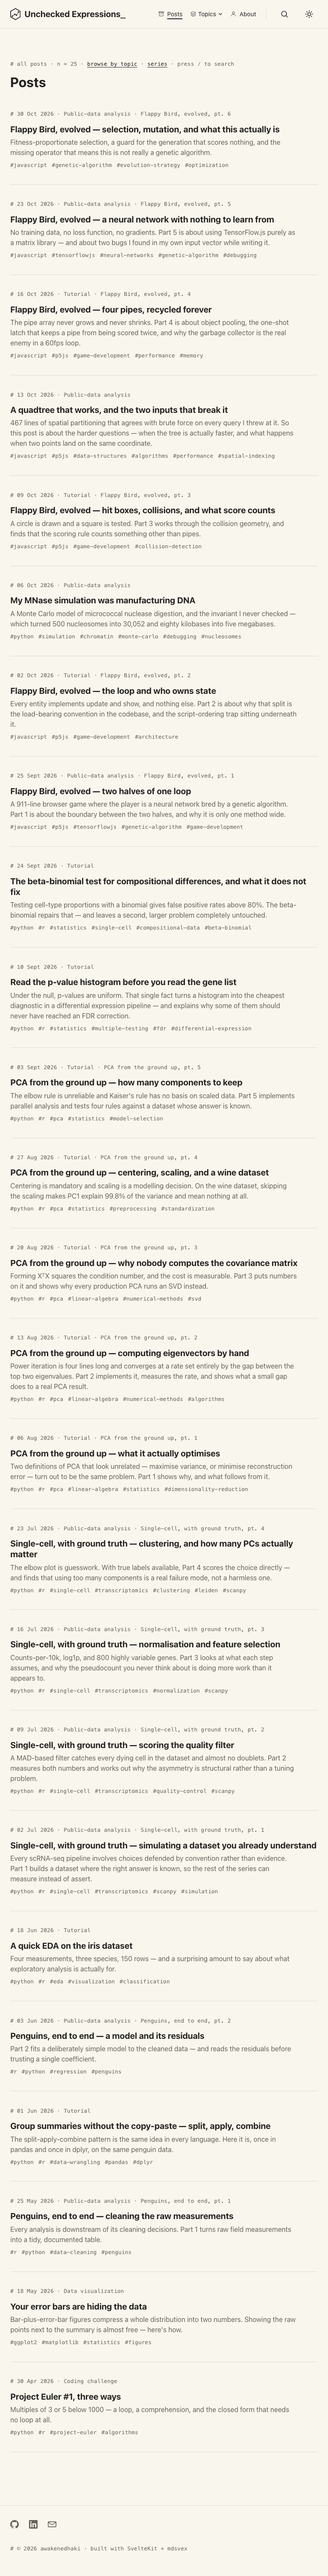 Unchecked Expressions_
Posts
Topics
About
# all posts · n = 25 · browse by topic · series · press / to search
Posts
# 30 Oct 2026 · Public-data analysis · Flappy Bird, evolved, pt. 6
Flappy Bird, evolved — selection, mutation, and what this actually is
Fitness-proportionate selection, a guard for the generation that scores nothing, and the
missing operator that means this is not really a genetic algorithm.
#javascript #genetic-algorithm #evolution-strategy #optimization
# 23 Oct 2026 · Public-data analysis · Flappy Bird, evolved, pt. 5
Flappy Bird, evolved — a neural network with nothing to learn from
No training data, no loss function, no gradients. Part 5 is about using TensorFlow.js purely as
a matrix library — and about two bugs I found in my own input vector while writing it.
#javascript #tensorflowjs #neural-networks #genetic-algorithm #debugging
# 16 Oct 2026 · Tutorial · Flappy Bird, evolved, pt. 4
Flappy Bird, evolved — four pipes, recycled forever
The pipe array never grows and never shrinks. Part 4 is about object pooling, the one-shot
latch that keeps a pipe from being scored twice, and why the garbage collector is the real
enemy in a 60fps loop.
#javascript #p5js #game-development #performance #memory
# 13 Oct 2026 · Public-data analysis
A quadtree that works, and the two inputs that break it
467 lines of spatial partitioning that agrees with brute force on every query I threw at it. So
this post is about the harder questions — when the tree is actually faster, and what happens
when two points land on the same coordinate.
#javascript #p5js #data-structures #algorithms #performance #spatial-indexing
# 09 Oct 2026 · Tutorial · Flappy Bird, evolved, pt. 3
Flappy Bird, evolved — hit boxes, collisions, and what score counts
A circle is drawn and a square is tested. Part 3 works through the collision geometry, and
finds that the scoring rule counts something other than pipes.
#javascript #p5js #game-development #collision-detection
# 06 Oct 2026 · Public-data analysis
My MNase simulation was manufacturing DNA
A Monte Carlo model of micrococcal nuclease digestion, and the invariant I never checked —
which turned 500 nucleosomes into 30,052 and eighty kilobases into five megabases.
#python #simulation #chromatin #monte-carlo #debugging #nucleosomes
# 02 Oct 2026 · Tutorial · Flappy Bird, evolved, pt. 2
Flappy Bird, evolved — the loop and who owns state
Every entity implements update and show, and nothing else. Part 2 is about why that split is
the load-bearing convention in the codebase, and the script-ordering trap sitting underneath
it.
#javascript #p5js #game-development #architecture
# 25 Sept 2026 · Public-data analysis · Flappy Bird, evolved, pt. 1
Flappy Bird, evolved — two halves of one loop
A 911-line browser game where the player is a neural network bred by a genetic algorithm.
Part 1 is about the boundary between the two halves, and why it is only one method wide.
#javascript #p5js #tensorflowjs #genetic-algorithm #game-development
# 24 Sept 2026 · Tutorial
The beta-binomial test for compositional differences, and what it does not
fix
Testing cell-type proportions with a binomial gives false positive rates above 80%. The beta-
binomial repairs that — and leaves a second, larger problem completely untouched.
#python #r #statistics #single-cell #compositional-data #beta-binomial
# 10 Sept 2026 · Tutorial
Read the p-value histogram before you read the gene list
Under the null, p-values are uniform. That single fact turns a histogram into the cheapest
diagnostic in a differential expression pipeline — and explains why some of them should
never have reached an FDR correction.
#python #r #statistics #multiple-testing #fdr #differential-expression
# 03 Sept 2026 · Tutorial · PCA from the ground up, pt. 5
PCA from the ground up — how many components to keep
The elbow rule is unreliable and Kaiser's rule has no basis on scaled data. Part 5 implements
parallel analysis and tests four rules against a dataset whose answer is known.
#python #r #pca #statistics #model-selection
# 27 Aug 2026 · Tutorial · PCA from the ground up, pt. 4
PCA from the ground up — centering, scaling, and a wine dataset
Centering is mandatory and scaling is a modelling decision. On the wine dataset, skipping
the scaling makes PC1 explain 99.8% of the variance and mean nothing at all.
#python #r #pca #statistics #preprocessing #standardization
# 20 Aug 2026 · Tutorial · PCA from the ground up, pt. 3
PCA from the ground up — why nobody computes the covariance matrix
Forming XᵀX squares the condition number, and the cost is measurable. Part 3 puts numbers
on it and shows why every production PCA runs an SVD instead.
#python #r #pca #linear-algebra #numerical-methods #svd
# 13 Aug 2026 · Tutorial · PCA from the ground up, pt. 2
PCA from the ground up — computing eigenvectors by hand
Power iteration is four lines long and converges at a rate set entirely by the gap between the
top two eigenvalues. Part 2 implements it, measures the rate, and shows what a small gap
does to a real PCA result.
#python #r #pca #linear-algebra #numerical-methods #algorithms
# 06 Aug 2026 · Tutorial · PCA from the ground up, pt. 1
PCA from the ground up — what it actually optimises
Two definitions of PCA that look unrelated — maximise variance, or minimise reconstruction
error — turn out to be the same problem. Part 1 shows why, and what follows from it.
#python #r #pca #linear-algebra #statistics #dimensionality-reduction
# 23 Jul 2026 · Public-data analysis · Single-cell, with ground truth, pt. 4
Single-cell, with ground truth — clustering, and how many PCs actually
matter
The elbow plot is guesswork. With true labels available, Part 4 scores the choice directly —
and finds that using too many components is a real failure mode, not a harmless one.
#python #r #single-cell #transcriptomics #clustering #leiden #scanpy
# 16 Jul 2026 · Public-data analysis · Single-cell, with ground truth, pt. 3
Single-cell, with ground truth — normalisation and feature selection
Counts-per-10k, log1p, and 800 highly variable genes. Part 3 looks at what each step
assumes, and why the pseudocount you never think about is doing more work than it
appears to.
#python #r #single-cell #transcriptomics #normalization #scanpy
# 09 Jul 2026 · Public-data analysis · Single-cell, with ground truth, pt. 2
Single-cell, with ground truth — scoring the quality filter
A MAD-based filter catches every dying cell in the dataset and almost no doublets. Part 2
measures both numbers and works out why the asymmetry is structural rather than a tuning
problem.
#python #r #single-cell #transcriptomics #quality-control #scanpy
# 02 Jul 2026 · Public-data analysis · Single-cell, with ground truth, pt. 1
Single-cell, with ground truth — simulating a dataset you already understand
Every scRNA-seq pipeline involves choices defended by convention rather than evidence.
Part 1 builds a dataset where the right answer is known, so the rest of the series can
measure instead of assert.
#python #r #single-cell #transcriptomics #scanpy #simulation
# 18 Jun 2026 · Tutorial
A quick EDA on the iris dataset
Four measurements, three species, 150 rows — and a surprising amount to say about what
exploratory analysis is actually for.
#python #r #eda #visualization #classification
# 03 Jun 2026 · Public-data analysis · Penguins, end to end, pt. 2
Penguins, end to end — a model and its residuals
Part 2 fits a deliberately simple model to the cleaned data — and reads the residuals before
trusting a single coefficient.
#r #python #regression #penguins
# 01 Jun 2026 · Tutorial
Group summaries without the copy-paste — split, apply, combine
The split-apply-combine pattern is the same idea in every language. Here it is, once in
pandas and once in dplyr, on the same penguin data.
#python #r #data-wrangling #pandas #dplyr
# 25 May 2026 · Public-data analysis · Penguins, end to end, pt. 1
Penguins, end to end — cleaning the raw measurements
Every analysis is downstream of its cleaning decisions. Part 1 turns raw field measurements
into a tidy, documented table.
#r #python #data-cleaning #penguins
# 18 May 2026 · Data visualization
Your error bars are hiding the data
Bar-plus-error-bar figures compress a whole distribution into two numbers. Showing the raw
points next to the summary is almost free — here's how.
#ggplot2 #matplotlib #statistics #figures
# 30 Apr 2026 · Coding challenge
Project Euler #1, three ways
Multiples of 3 or 5 below 1000 — a loop, a comprehension, and the closed form that needs
no loop at all.
#python #r #project-euler #algorithms
# © 2026 awakenedhaki · built with SvelteKit + mdsvex